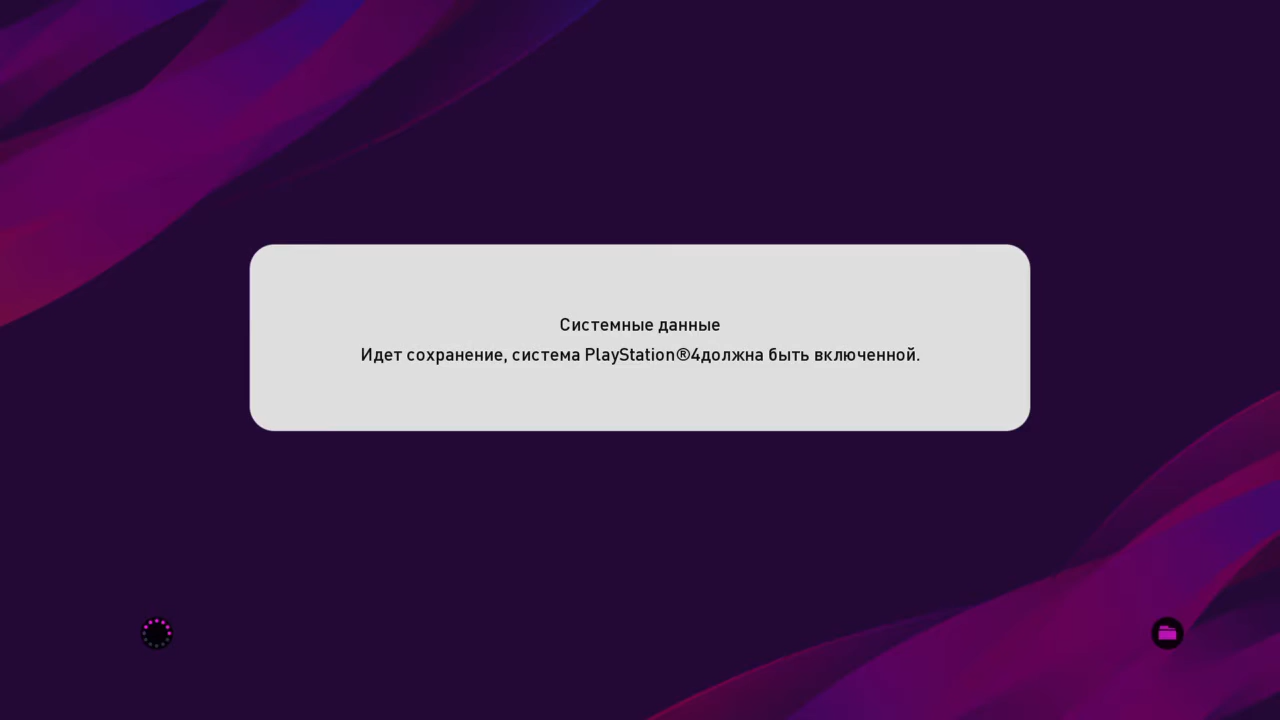 Системные данные
Идет сохранение, система PlayStation®4должна быть включенной.